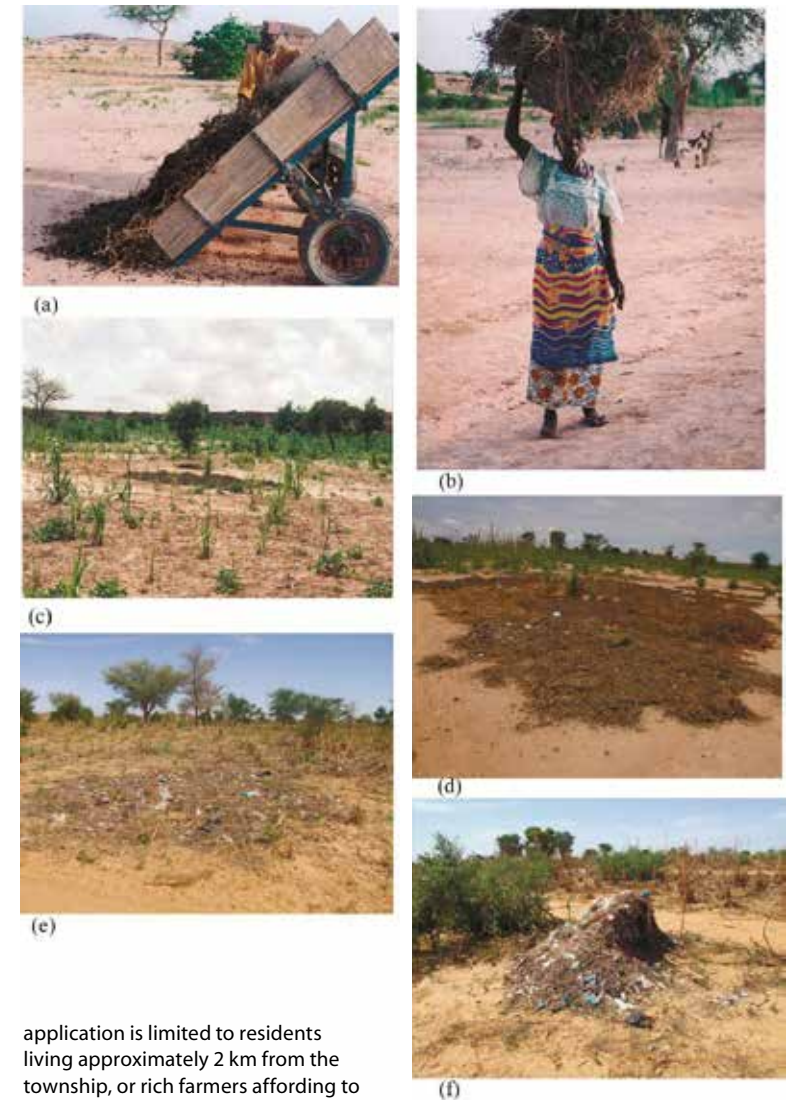 (a)
(b)
(c)
(d)
(e)
(f)
application is limited to residents
living approximately 2 km from the
township, or rich farmers affording to